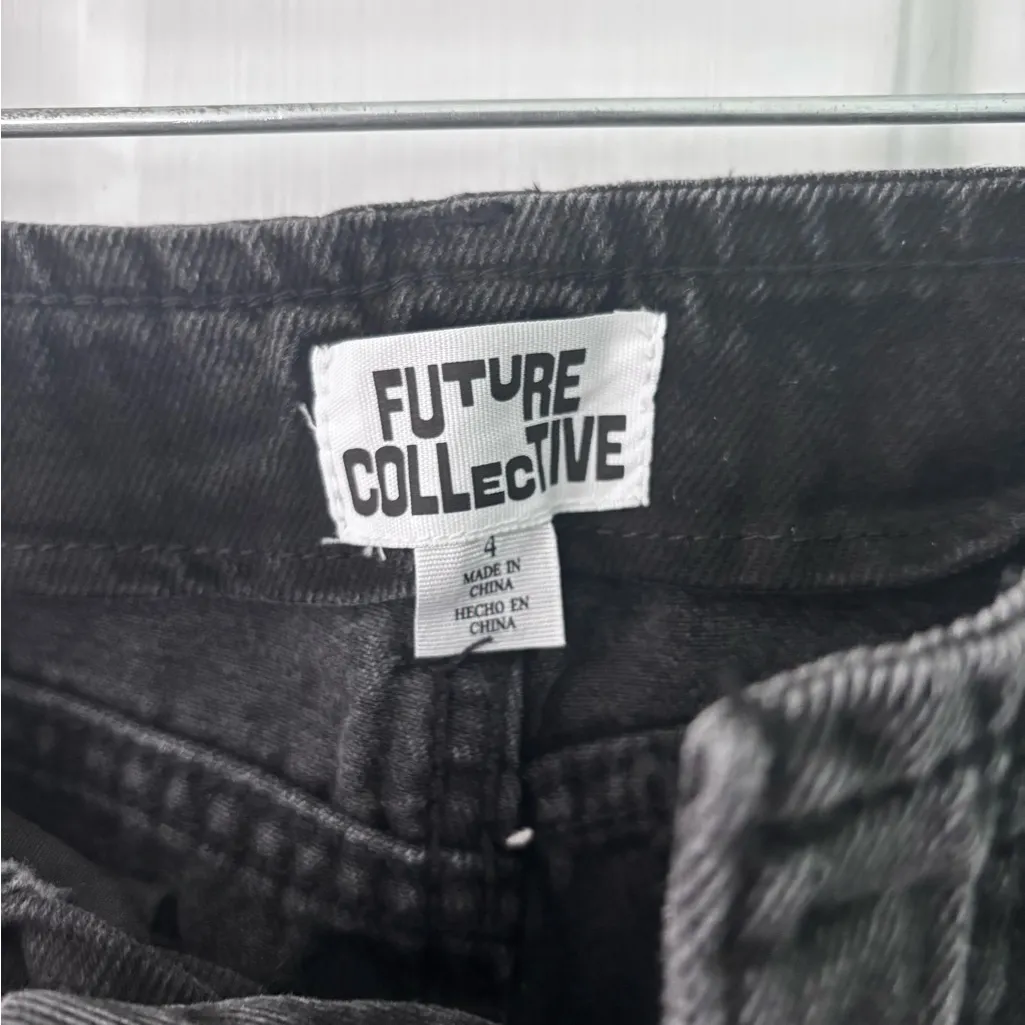 FUTURE
COLLECTIVE
4
MADE IN
CHINA
HECHO EN
CHINA